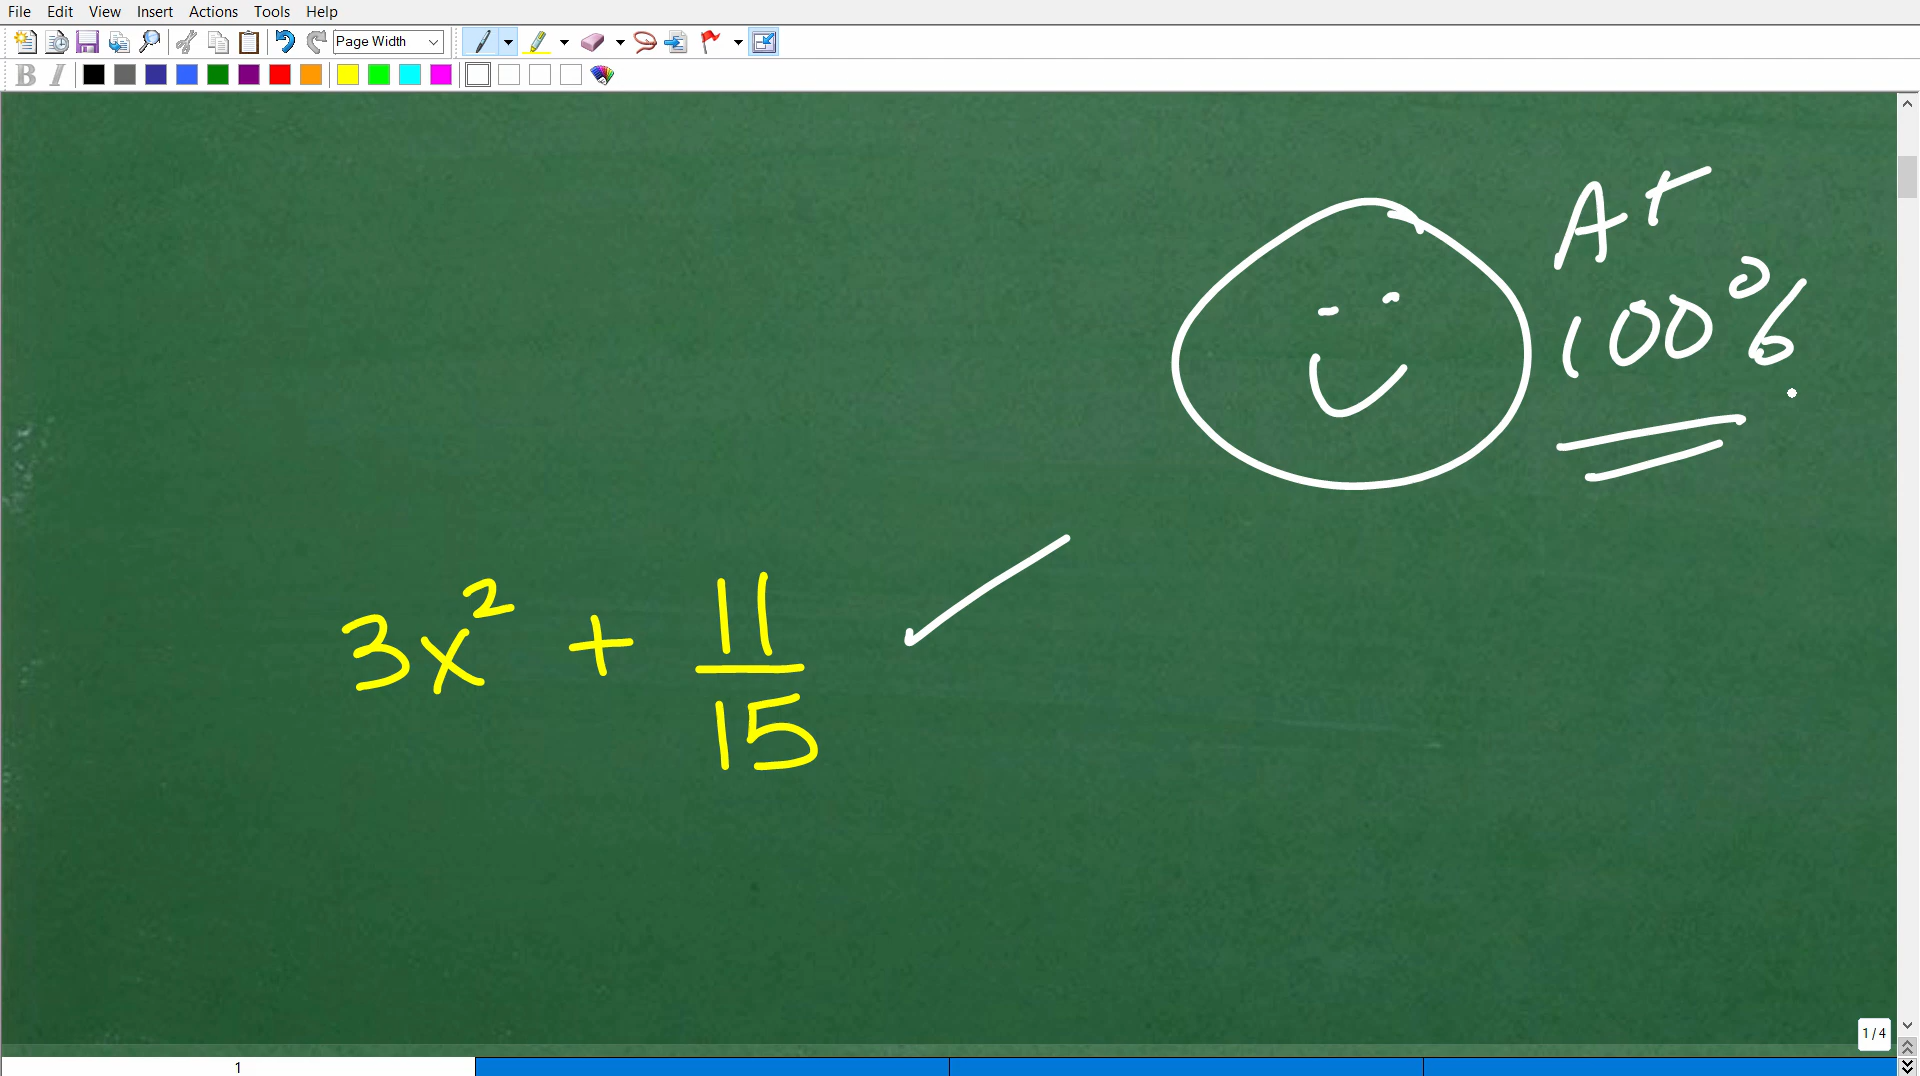 File Edit View Insert Actions Tools Help
Page Width
B I
A+
100%
3x² + 11/15
1 / 4
1